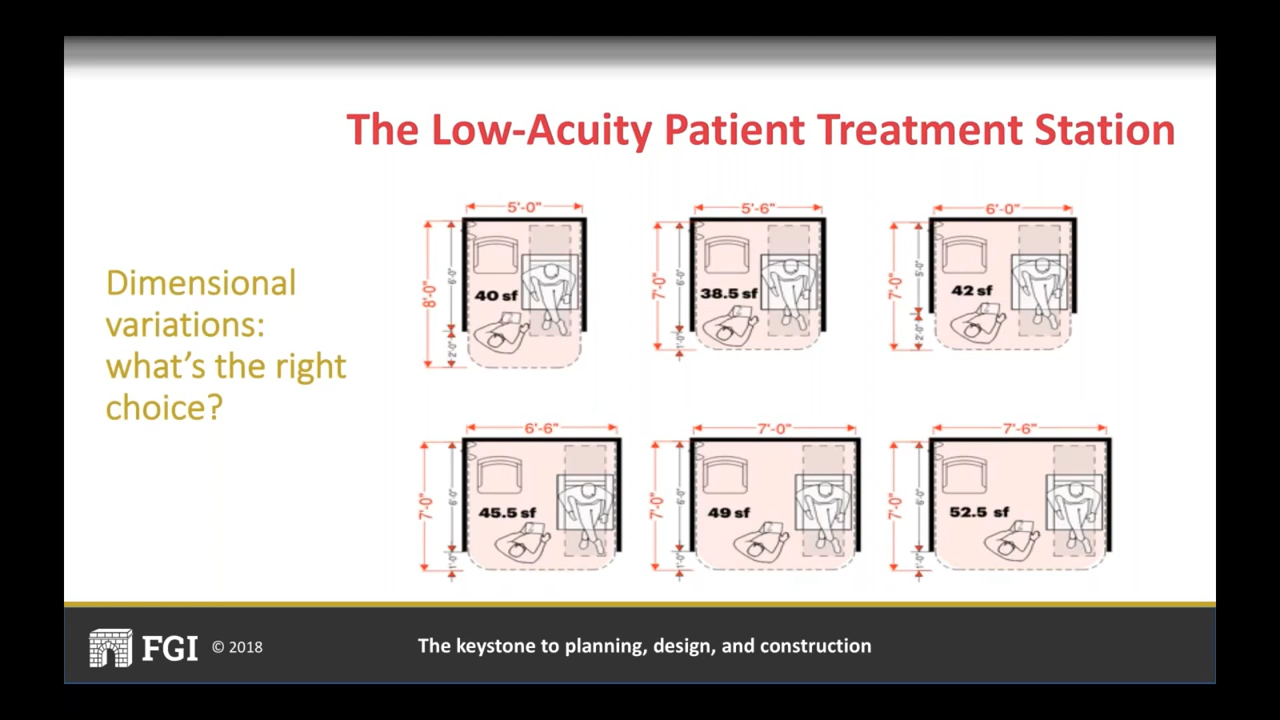 The Low-Acuity Patient Treatment Station
Dimensional
variations:
what's the right
choice?
5'-0"
8'-0"
6'-0"
2'-0"
40 sf
5'-6"
7'-0"
6'-0"
1'-0"
38.5 sf
6'-0"
7'-0"
5'-0"
2'-0"
42 sf
6'-6"
7'-0"
6'-0"
1'-0"
45.5 sf
7'-0"
7'-0"
6'-0"
1'-0"
49 sf
7'-6"
7'-0"
6'-0"
1'-0"
52.5 sf
FGI © 2018
The keystone to planning, design, and construction